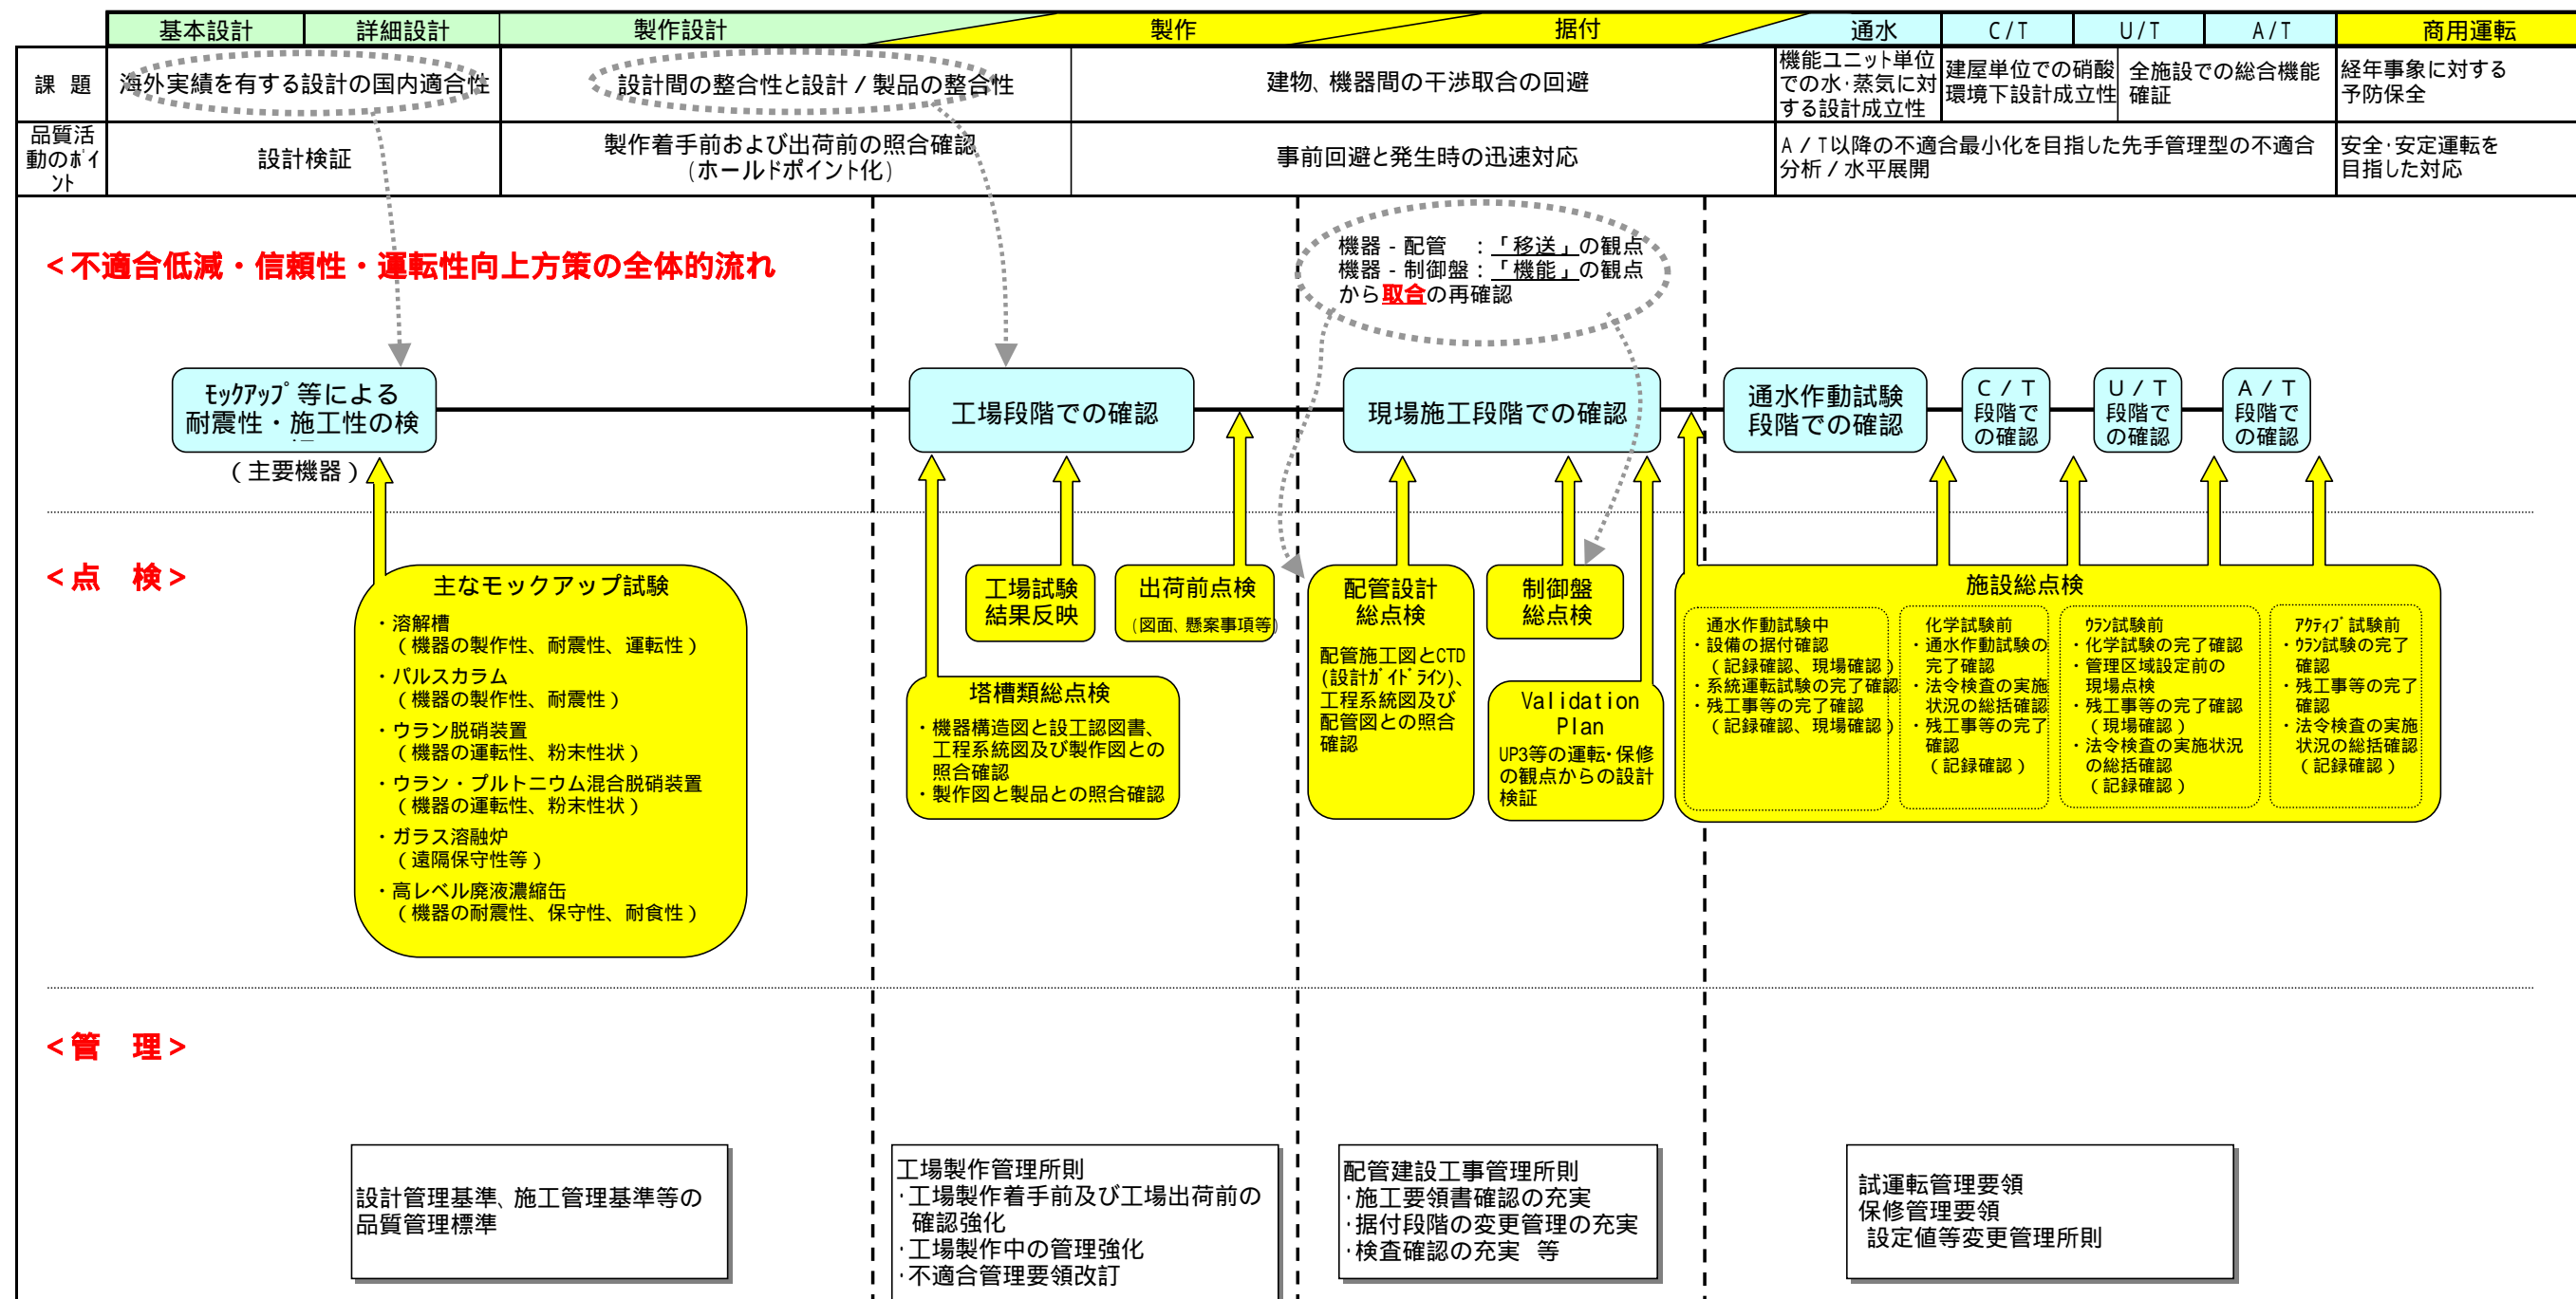 基本設計
詳細設計
製作設計
製作
据付
通水
C/T
U/T
A/T
商用運転
課 題
海外実績を有する設計の国内適合性
設計間の整合性と設計/製品の整合性
建物、機器間の干渉取合の回避
機能ユニット単位
での水・蒸気に対
する設計成立性
建屋単位での硝酸
環境下設計成立性
全施設での総合機能
確証
経年事象に対する
予防保全
品質活
動のポイ
ント
設計検証
製作着手前および出荷前の照合確認
(ホールドポイント化)
事前回避と発生時の迅速対応
A/T以降の不適合最小化を目指した先手管理型の不適合
分析/水平展開
安全・安定運転を
目指した対応
<不適合低減・信頼性・運転性向上方策の全体的流れ
機器-配管 :「移送」の観点
機器-制御盤:「機能」の観点
から取合の再確認
モックアップ等による
耐震性・施工性の検
(主要機器)
工場段階での確認
現場施工段階での確認
通水作動試験
段階での確認
C/T
段階で
の確認
U/T
段階で
の確認
A/T
段階で
の確認
<点 検>
主なモックアップ試験
・溶解槽
(機器の製作性、耐震性、運転性)
・パルスカラム
(機器の製作性、耐震性)
・ウラン脱硝装置
(機器の運転性、粉末性状)
・ウラン・プルトニウム混合脱硝装置
(機器の運転性、粉末性状)
・ガラス溶融炉
(遠隔保守性等)
・高レベル廃液濃縮缶
(機器の耐震性、保守性、耐食性)
工場試験
結果反映
出荷前点検
(図面、懸案事項等)
塔槽類総点検
・機器構造図と設工認図書、
工程系統図及び製作図との
照合確認
・製作図と製品との照合確認
配管設計
総点検
配管施工図とCTD
(設計ガイドライン)、
工程系統図及び
配管図との照合
確認
制御盤
総点検
Validation
Plan
UP3等の運転・保修
の観点からの設計
検証
施設総点検
通水作動試験中
・設備の据付確認
(記録確認、現場確認)
・系統運転試験の完了確認
・残工事等の完了確認
(記録確認、現場確認)
化学試験前
・通水作動試験の
完了確認
・法令検査の実施
状況の総括確認
・残工事等の完了
確認
(記録確認)
ウラン試験前
・化学試験の完了確認
・管理区域設定前の
現場点検
・残工事等の完了確認
(現場確認)
・法令検査の実施状況
の総括確認
(記録確認)
アクティブ試験前
・ウラン試験の完了
確認
・残工事等の完了
確認
・法令検査の実施
状況の総括確認
(記録確認)
<管 理>
設計管理基準、施工管理基準等の
品質管理標準
工場製作管理所則
・工場製作着手前及び工場出荷前の
確認強化
・工場製作中の管理強化
・不適合管理要領改訂
配管建設工事管理所則
・施工要領書確認の充実
・据付段階の変更管理の充実
・検査確認の充実 等
試運転管理要領
保修管理要領
設定値等変更管理所則